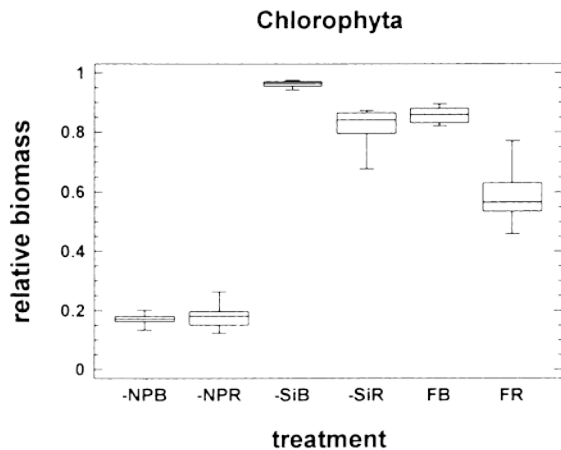 Chlorophyta
relative biomass
1
0.8
0.6
0.4
0.2
0
-NPB -NPR -SiB -SiR FB FR
treatment